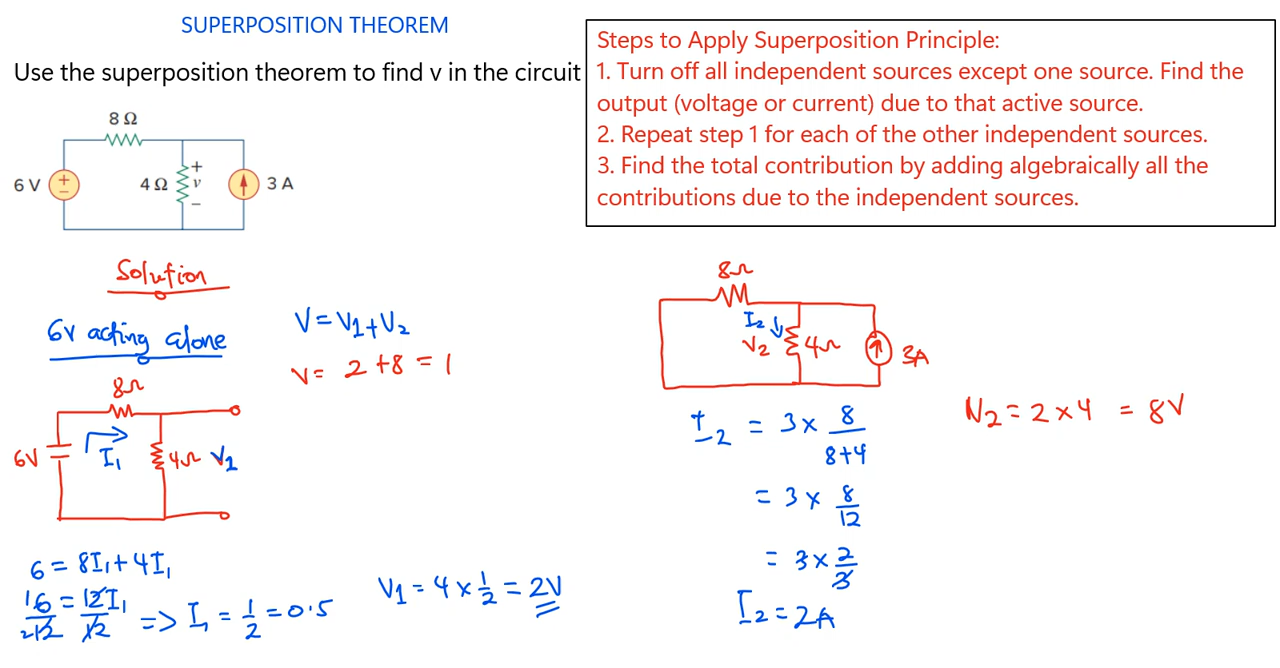 SUPERPOSITION THEOREM
Use the superposition theorem to find v in the circuit
Steps to Apply Superposition Principle:
1. Turn off all independent sources except one source. Find the
output (voltage or current) due to that active source.
2. Repeat step 1 for each of the other independent sources.
3. Find the total contribution by adding algebraically all the
contributions due to the independent sources.
8 Ω
6 V
+
−
4 Ω
+
v
−
3 A
Solution
6V acting alone
8Ω
6V
I₁
4Ω
V₁
6 = 8I₁ + 4I₁
16/212 = 12I₁/12 => I₁ = 1/2 = 0.5
V = V₁ + V₂
V = 2 + 8 = 1
V₁ = 4 × 1/2 = 2V
8Ω
I₂
V₂
4Ω
3A
I₂ = 3 × 8/(8+4)
= 3 × 8/12
= 3 × 2/3
I₂ = 2A
V₂ = 2 × 4 = 8V